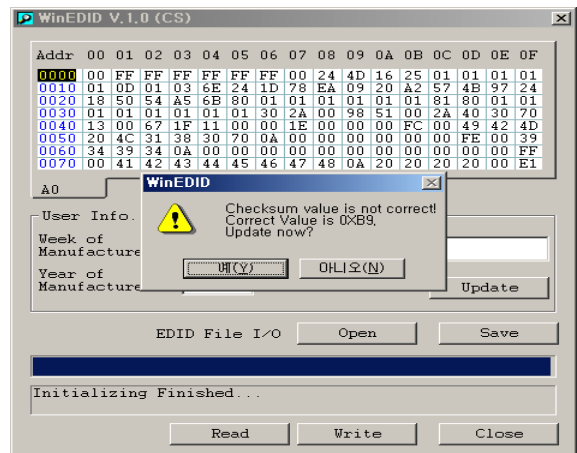 WinEDID V.1.0 (CS)
Addr 00 01 02 03 04 05 06 07 08 09 0A 0B 0C 0D 0E 0F
0000 00 FF FF FF FF FF FF 00 24 4D 16 25 01 01 01 01
0010 01 0D 01 03 6E 24 1D 78 EA 09 20 A2 57 4B 97 24
0020 18 50 54 A5 6B 80 01 01 01 01 01 01 81 80 01 01
0030 01 01 01 01 01 01 30 2A 00 98 51 00 2A 40 30 70
0040 13 00 67 1F 11 00 00 1E 00 00 00 FC 00 49 42 4D
0050 20 4C 31 38 30 70 0A 00 00 00 00 00 00 FE 00 39
0060 34 39 34 0A 00 00 00 00 00 00 00 00 00 00 00 FF
0070 00 41 42 43 44 45 46 47 48 0A 20 20 20 20 00 E1
A0
WinEDID
Checksum value is not correct!
Correct Value is 0XB9,
Update now?
예(Y) 아니오(N)
User Info.
Week of
Manufacture
Year of
Manufacture
Update
EDID File I/O Open Save
Initializing Finished...
Read Write Close